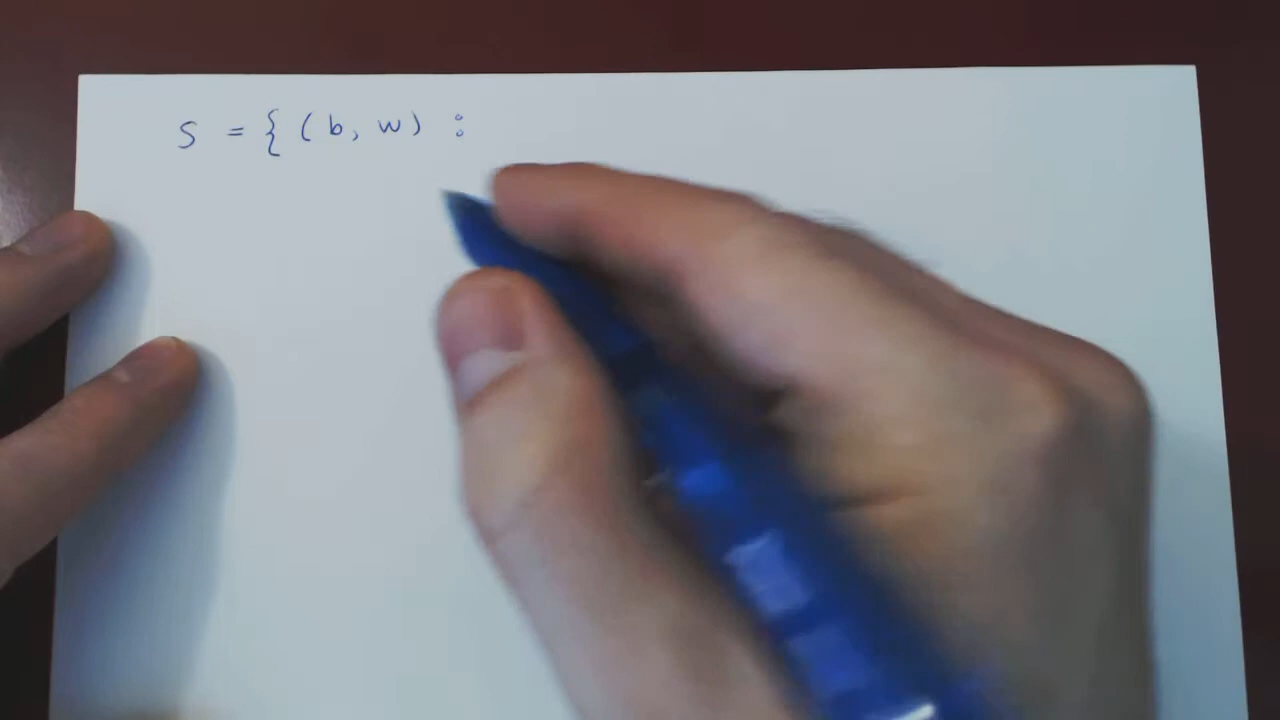 S = { (b, w) :